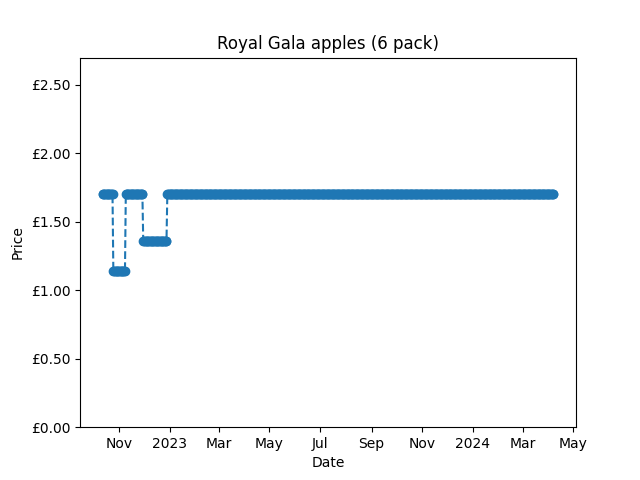 Royal Gala apples (6 pack)
£2.50
£2.00
£1.50
£1.00
£0.50
£0.00
Price
Nov 2023 Mar May Jul Sep Nov 2024 Mar May
Date